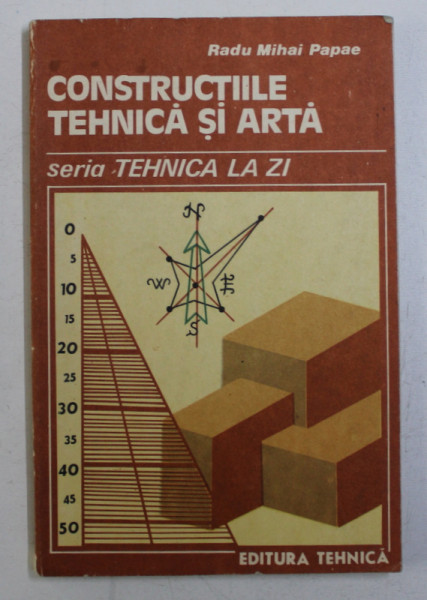 Radu Mihai Papae
CONSTRUCŢIILE
TEHNICĂ ŞI ARTĂ
seria TEHNICA LA ZI
0
5
10
15
20
25
30
35
40
45
50
N
S
EDITURA TEHNICĂ